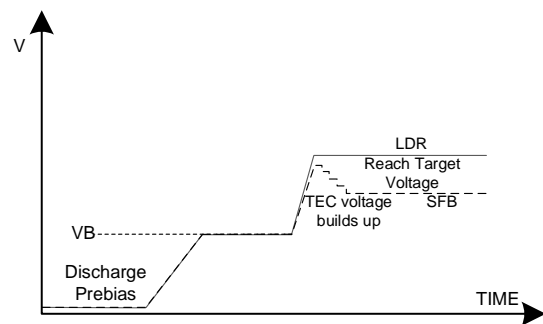 V
LDR
Reach Target
Voltage
TEC voltage
builds up
SFB
VB
Discharge
Prebias
TIME